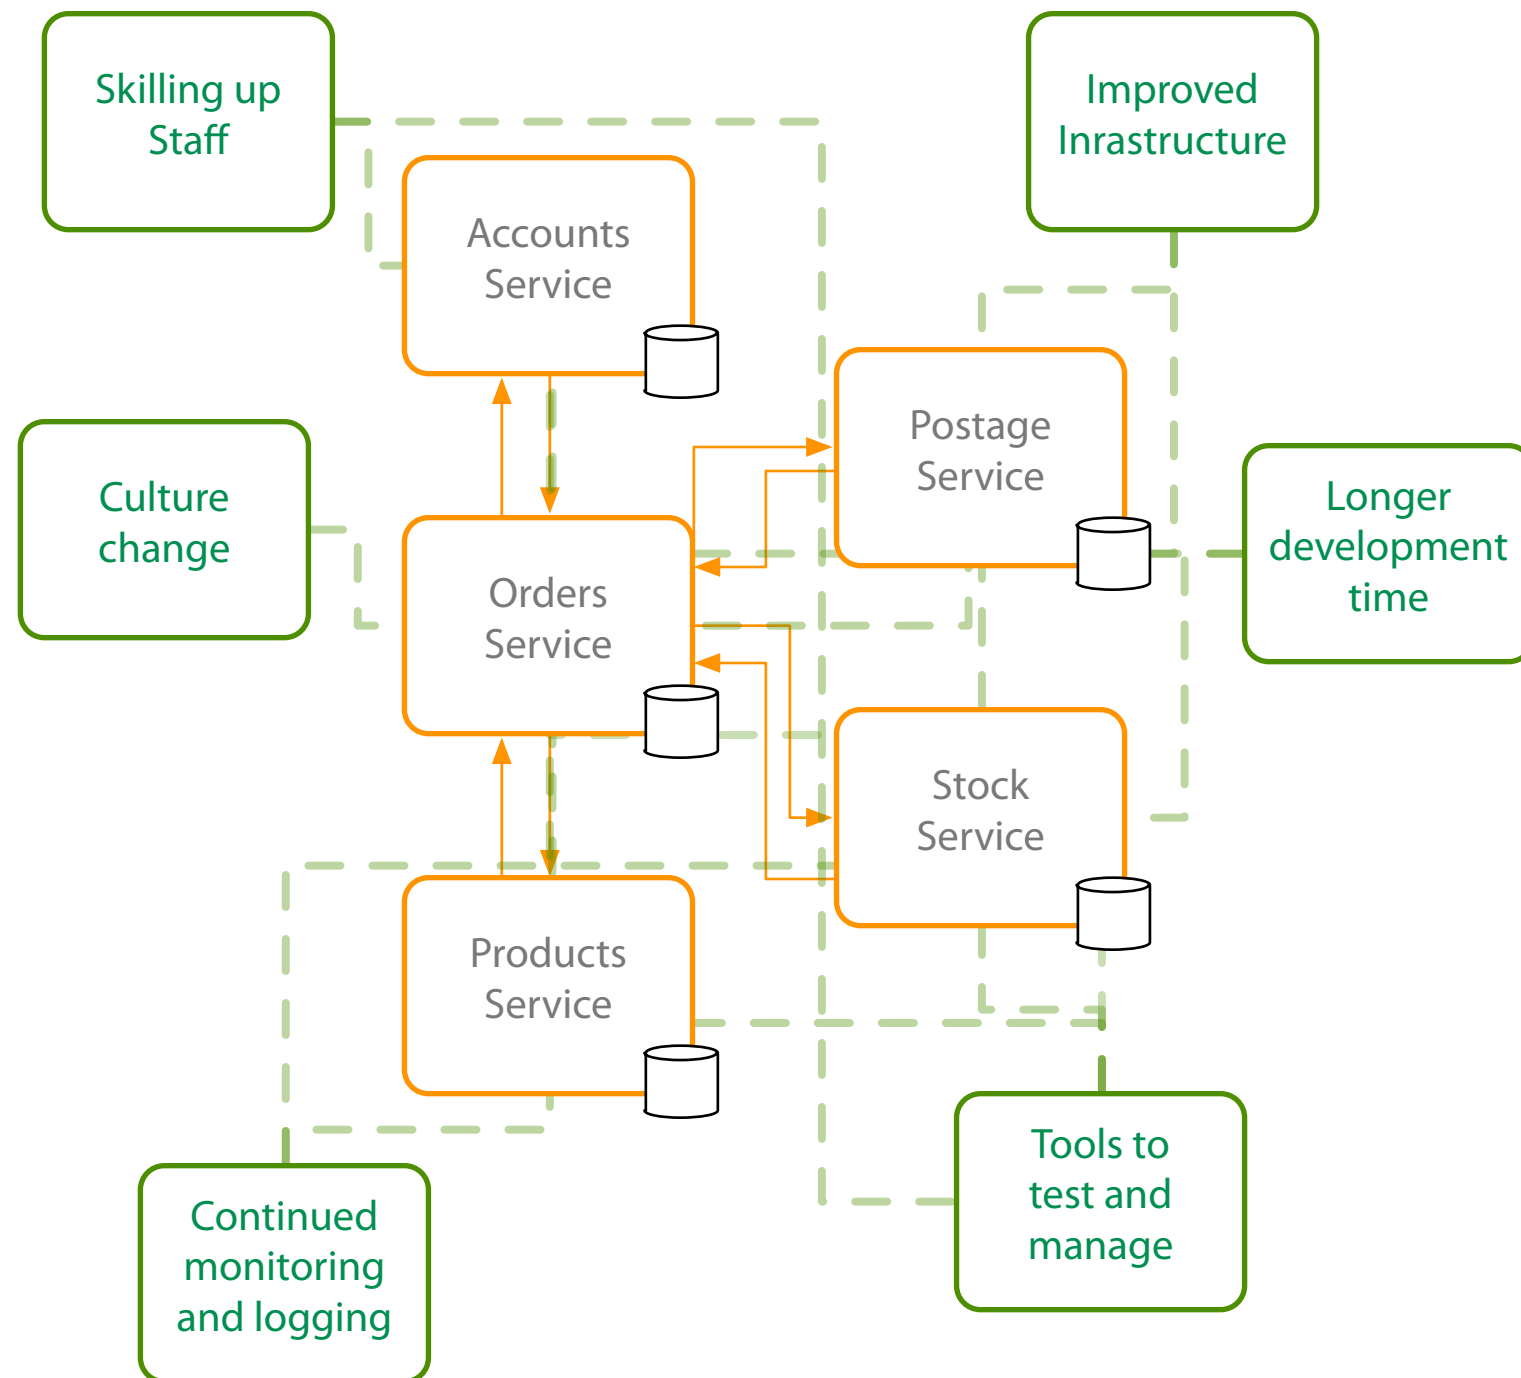 Skilling up
Staff
Improved
Inrastructure
Accounts
Service
Postage
Service
Culture
change
Longer
development
time
Orders
Service
Stock
Service
Products
Service
Tools to
test and
manage
Continued
monitoring
and logging